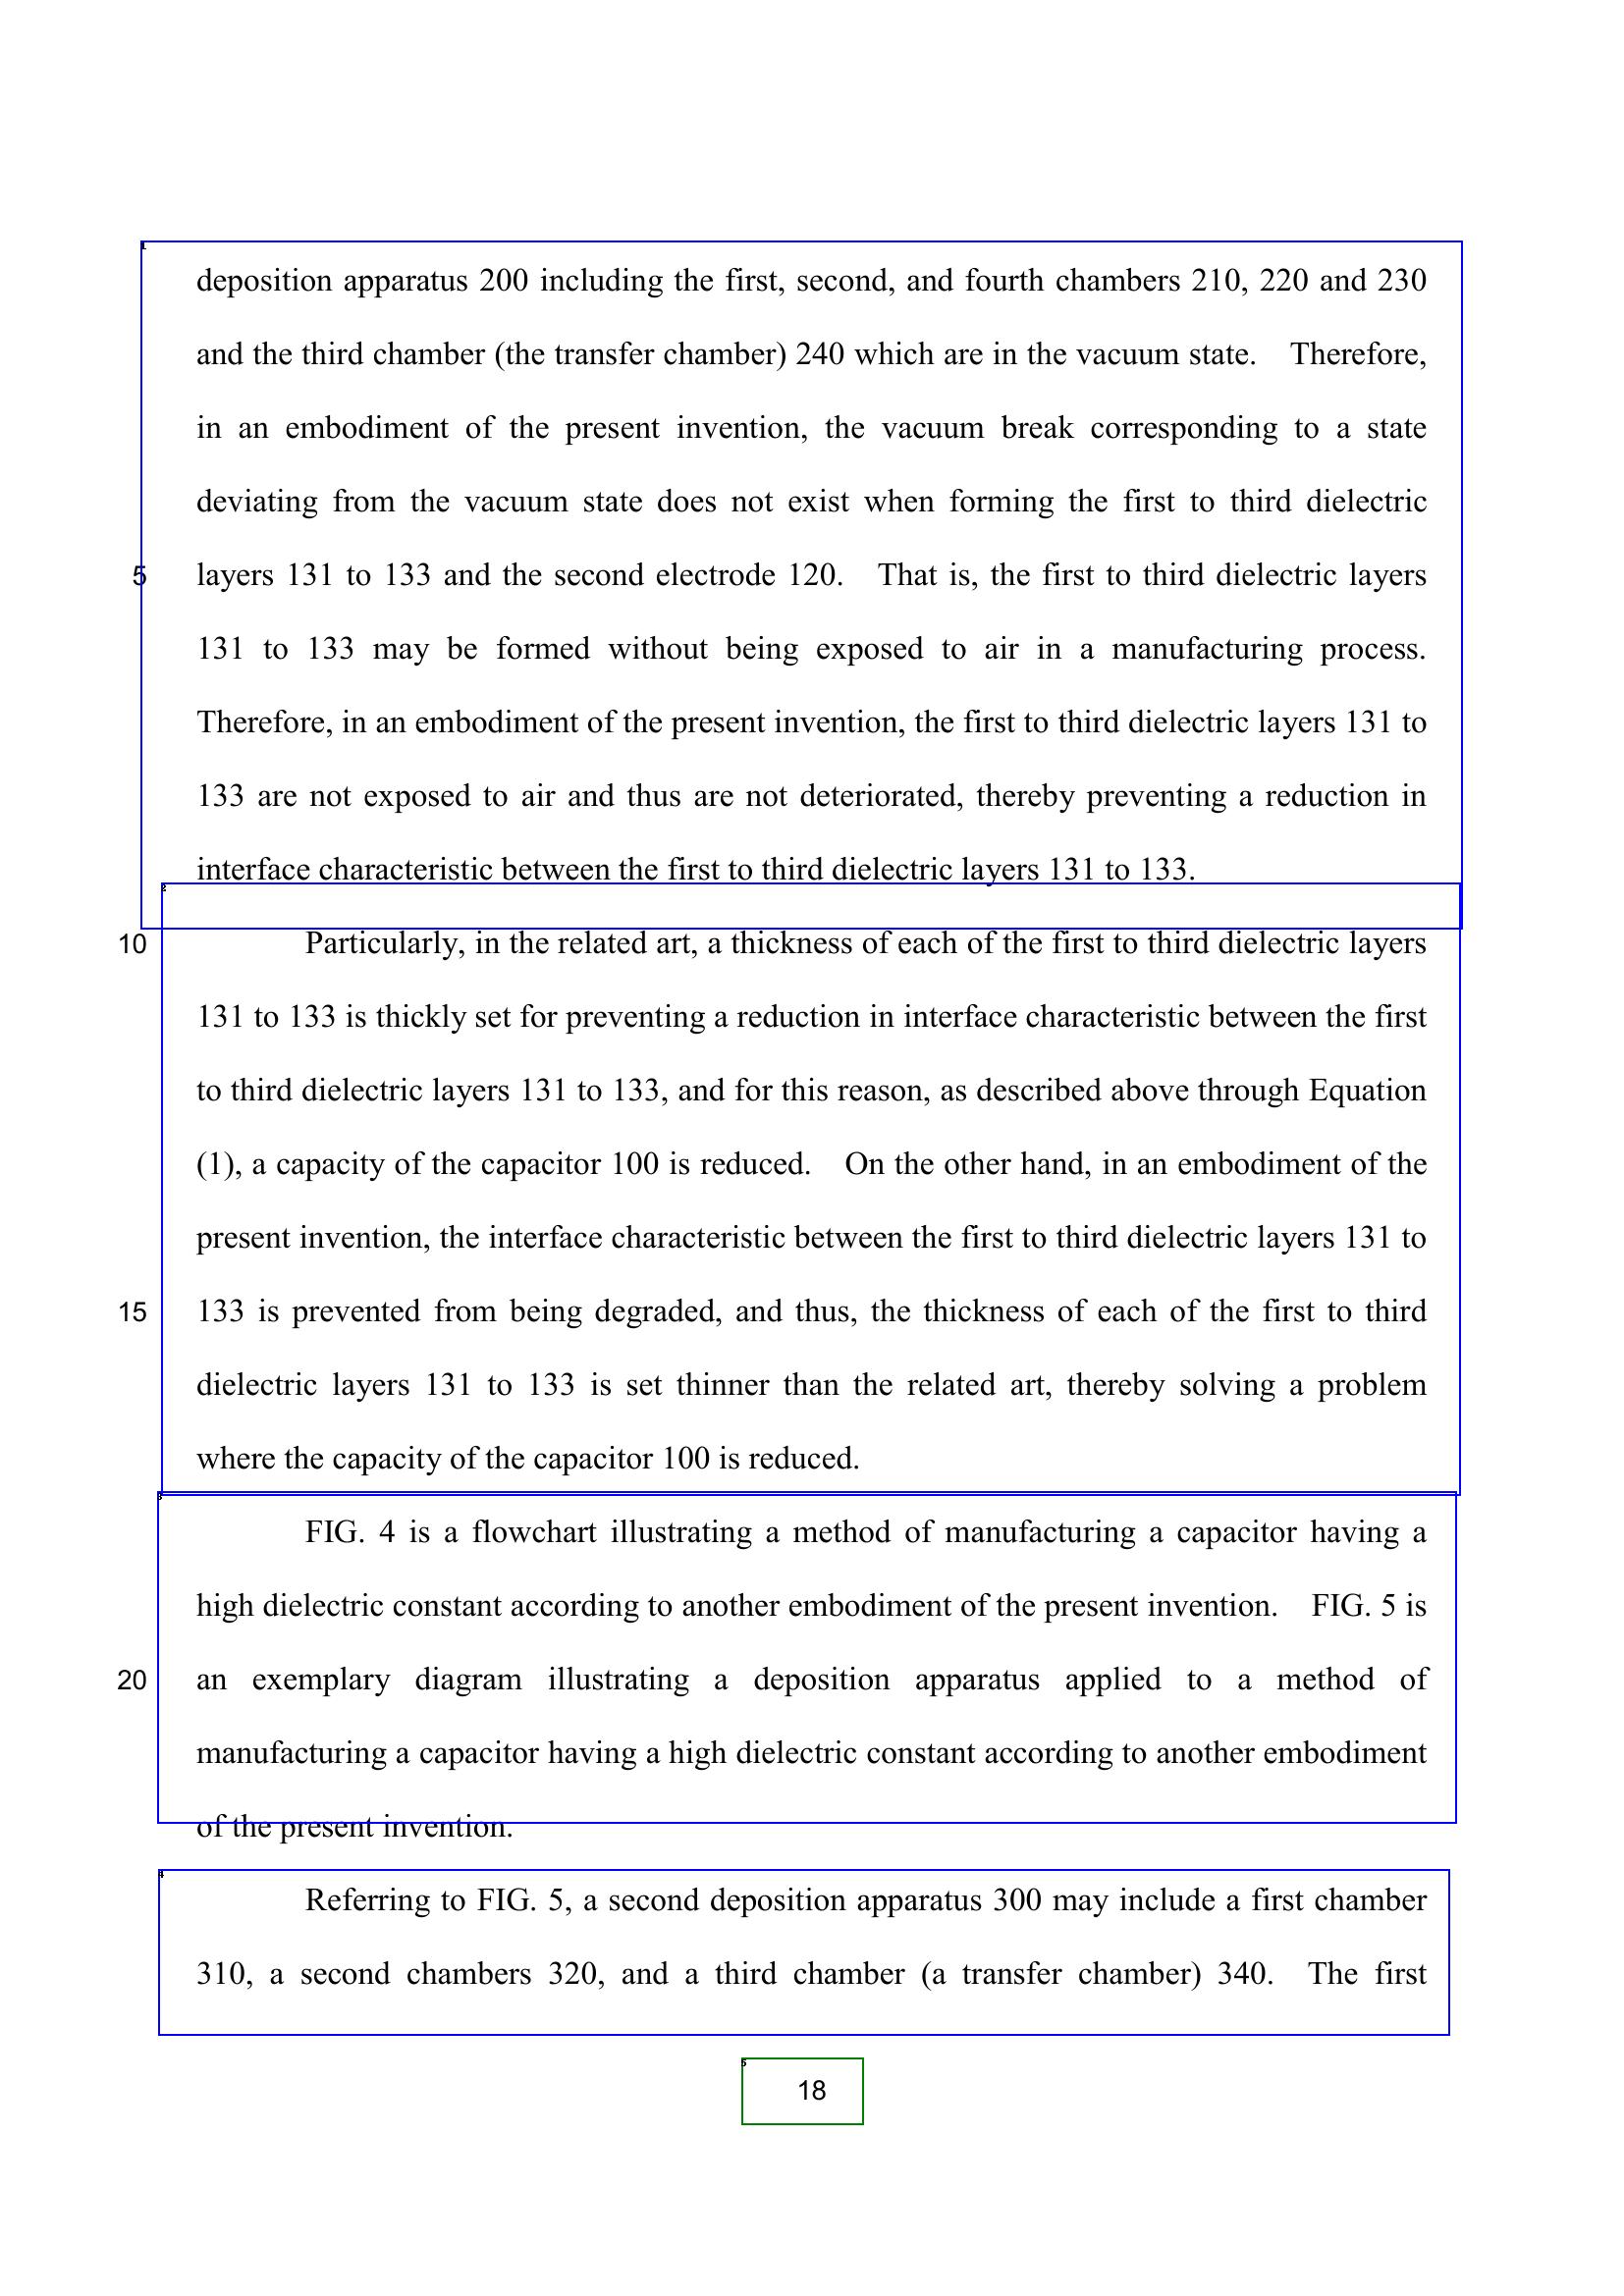 deposition apparatus 200 including the first, second, and fourth chambers 210, 220 and 230
and the third chamber (the transfer chamber) 240 which are in the vacuum state. Therefore,
in an embodiment of the present invention, the vacuum break corresponding to a state
deviating from the vacuum state does not exist when forming the first to third dielectric
5 layers 131 to 133 and the second electrode 120. That is, the first to third dielectric layers
131 to 133 may be formed without being exposed to air in a manufacturing process.
Therefore, in an embodiment of the present invention, the first to third dielectric layers 131 to
133 are not exposed to air and thus are not deteriorated, thereby preventing a reduction in
interface characteristic between the first to third dielectric layers 131 to 133.
10 Particularly, in the related art, a thickness of each of the first to third dielectric layers
131 to 133 is thickly set for preventing a reduction in interface characteristic between the first
to third dielectric layers 131 to 133, and for this reason, as described above through Equation
(1), a capacity of the capacitor 100 is reduced. On the other hand, in an embodiment of the
present invention, the interface characteristic between the first to third dielectric layers 131 to
15 133 is prevented from being degraded, and thus, the thickness of each of the first to third
dielectric layers 131 to 133 is set thinner than the related art, thereby solving a problem
where the capacity of the capacitor 100 is reduced.
FIG. 4 is a flowchart illustrating a method of manufacturing a capacitor having a
high dielectric constant according to another embodiment of the present invention. FIG. 5 is
20 an exemplary diagram illustrating a deposition apparatus applied to a method of
manufacturing a capacitor having a high dielectric constant according to another embodiment
of the present invention.
Referring to FIG. 5, a second deposition apparatus 300 may include a first chamber
310, a second chambers 320, and a third chamber (a transfer chamber) 340. The first
18